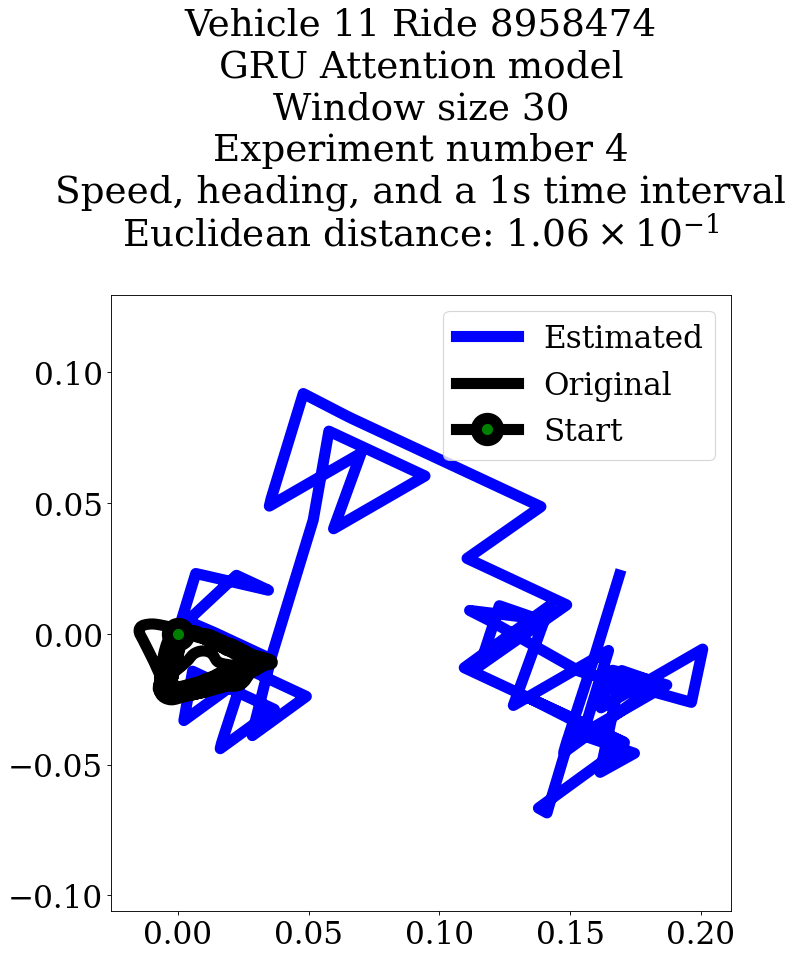 Vehicle 11 Ride 8958474
GRU Attention model
Window size 30
Experiment number 4
Speed, heading, and a 1s time interval
Euclidean distance: 1.06 × 10⁻¹
Estimated
Original
Start
0.10
0.05
0.00
−0.05
−0.10
0.00 0.05 0.10 0.15 0.20